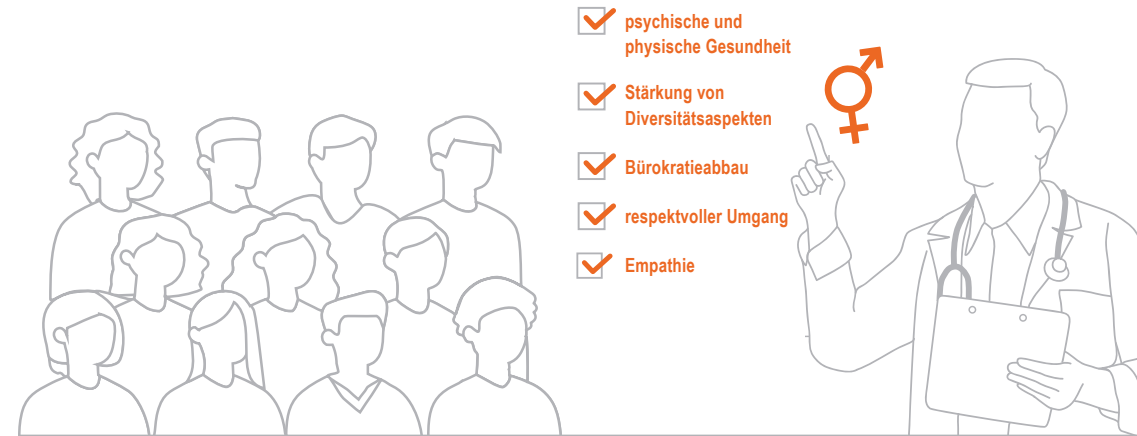 psychische und
physische Gesundheit
Stärkung von
Diversitätsaspekten
Bürokratieabbau
respektvoller Umgang
Empathie